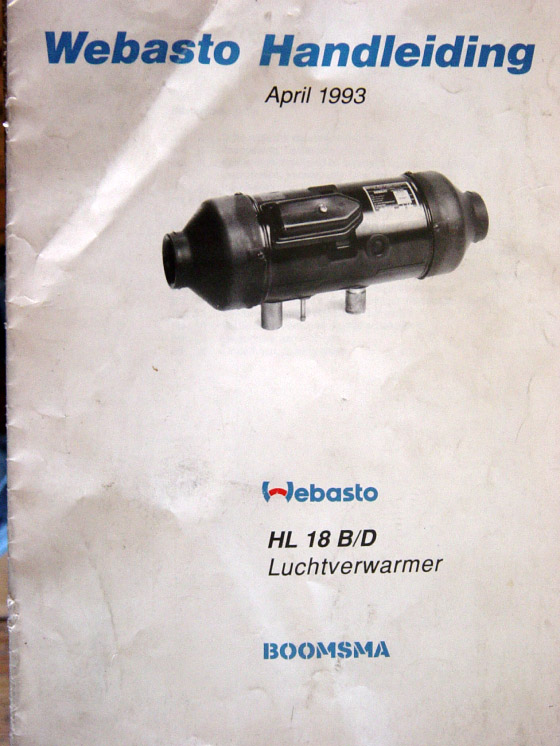 Webasto Handleiding
April 1993
Webasto
HL 18 B/D
Luchtverwarmer
BOOMSMA